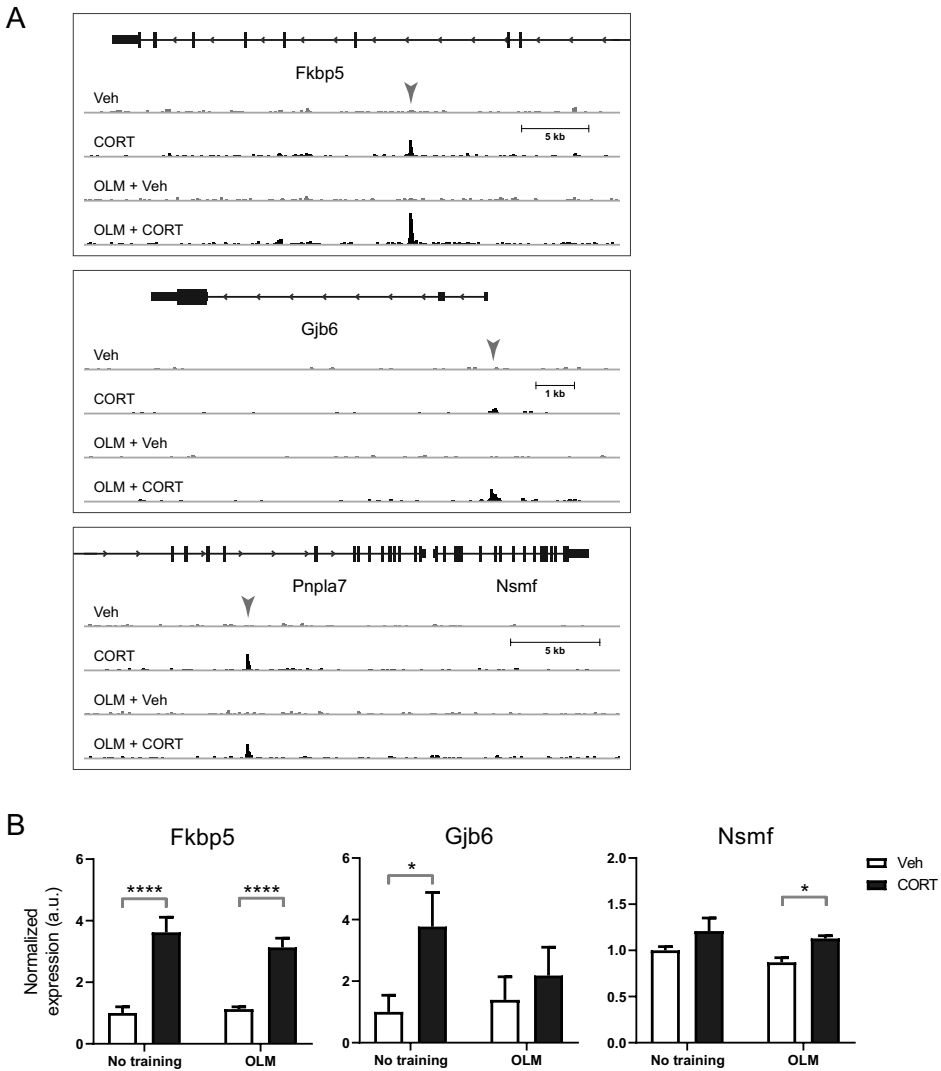 A
Fkbp5
Veh
5 kb
CORT
OLM + Veh
OLM + CORT
Gjb6
Veh
1 kb
CORT
OLM + Veh
OLM + CORT
Pnpla7 Nsmf
Veh
5 kb
CORT
OLM + Veh
OLM + CORT
B
Fkbp5
Normalized
expression (a.u.)
6
4
2
0
****
****
No training OLM
Gjb6
6
4
2
0
*
No training OLM
Nsmf
2.0
1.5
1.0
0.5
0.0
*
No training OLM
Veh
CORT